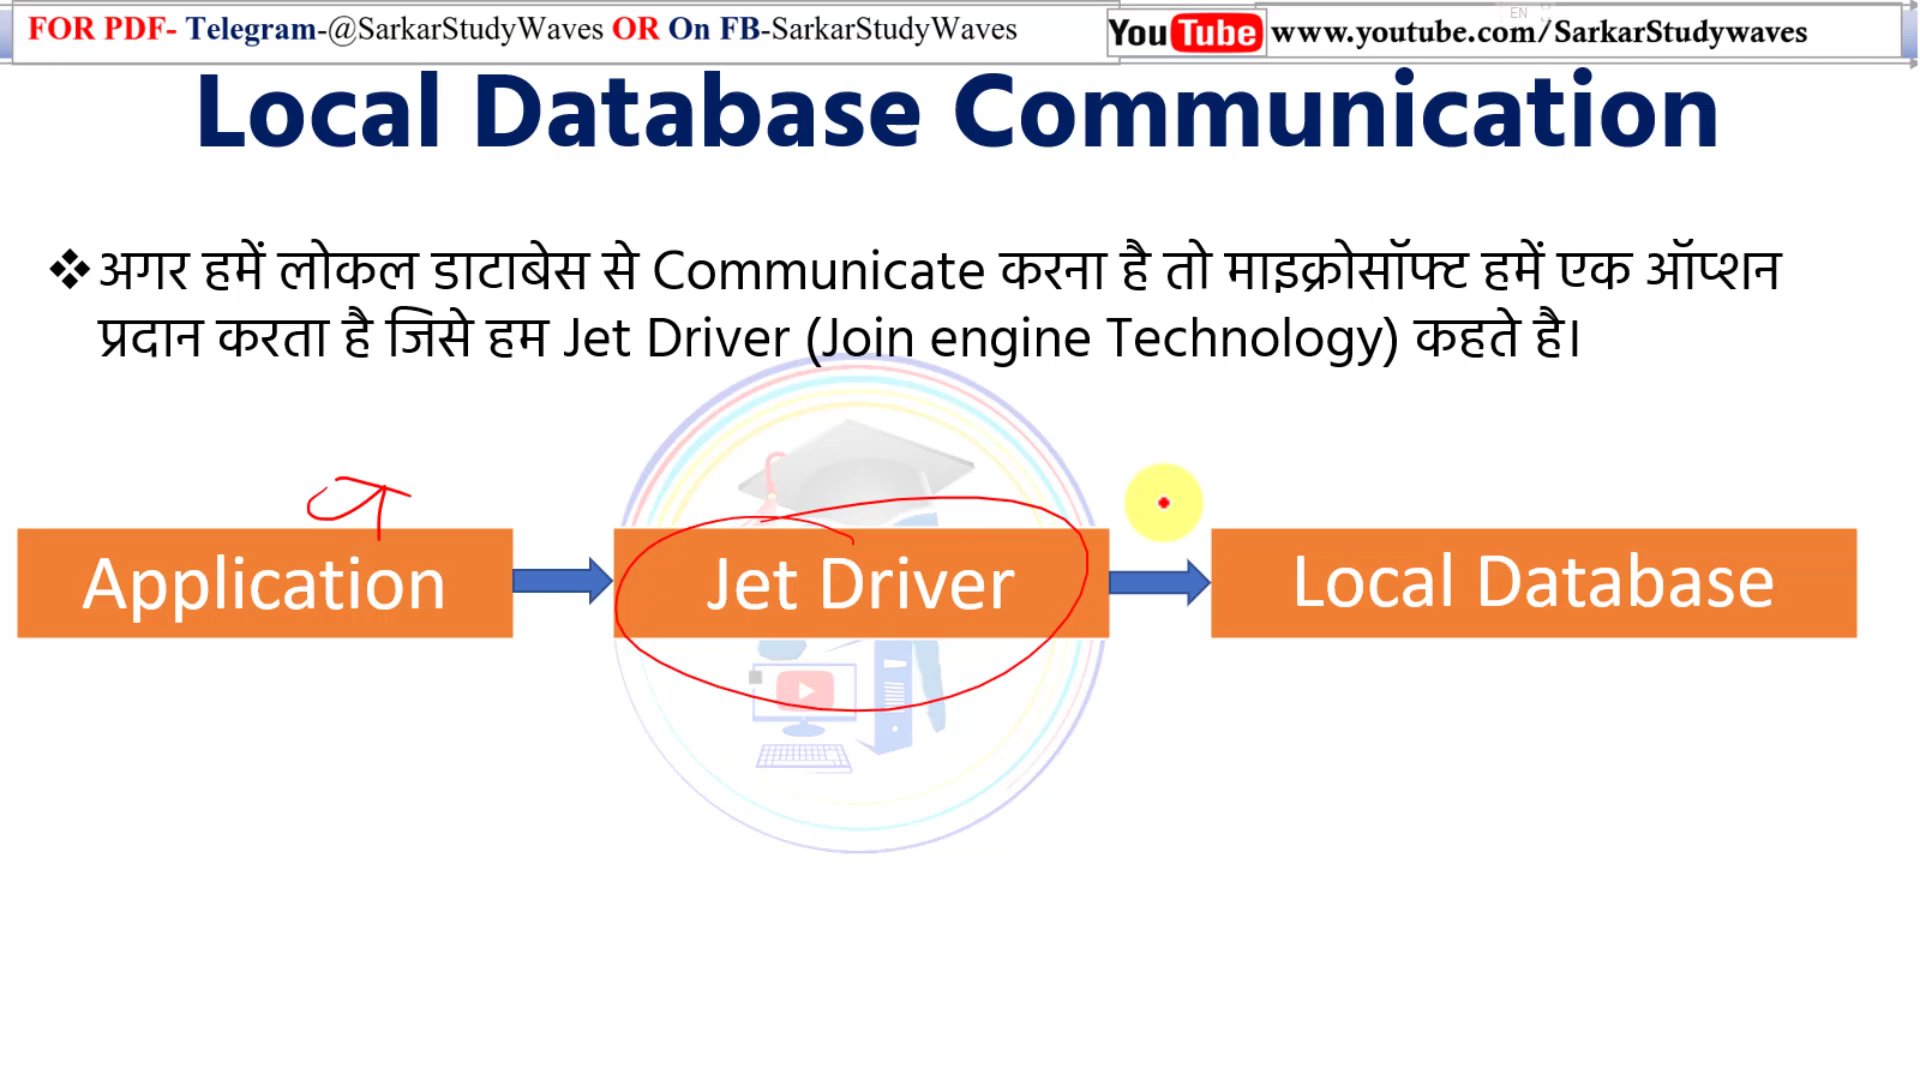 FOR PDF- Telegram-@SarkarStudyWaves OR On FB-SarkarStudyWaves
YouTube www.youtube.com/SarkarStudywaves
EN
Local Database Communication
❖अगर हमें लोकल डाटाबेस से Communicate करना है तो माइक्रोसॉफ्ट हमें एक ऑप्शन
प्रदान करता है जिसे हम Jet Driver (Join engine Technology) कहते है।
Application
Jet Driver
Local Database